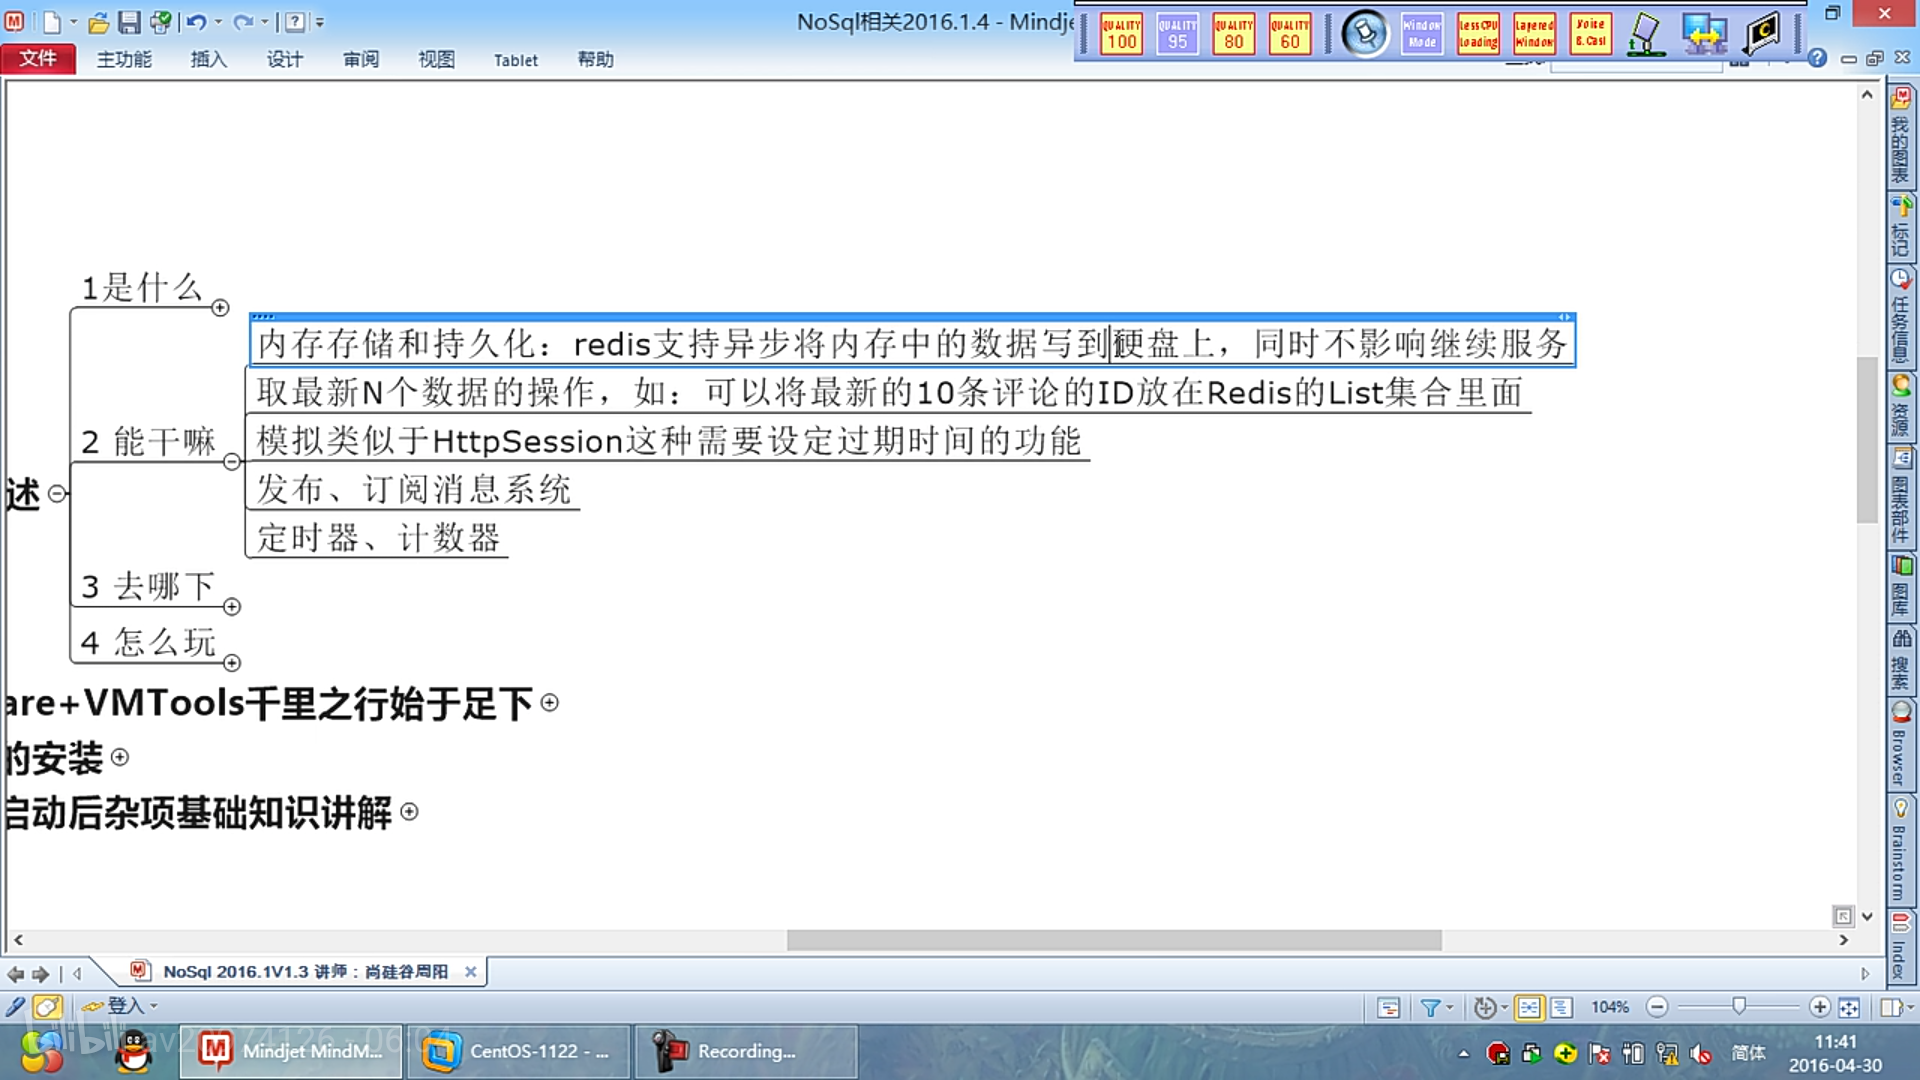 NoSql相关2016.1.4 - Mindje
QUALITY 100
QUALITY 95
QUALITY 80
QUALITY 60
Window Mode
LessCPU Loading
Layered Window
Voice B.Cast
文件 主功能 插入 设计 审阅 视图 Tablet 帮助
1是什么
内存存储和持久化：redis支持异步将内存中的数据写到硬盘上，同时不影响继续服务
取最新N个数据的操作，如：可以将最新的10条评论的ID放在Redis的List集合里面
2 能干嘛
模拟类似于HttpSession这种需要设定过期时间的功能
发布、订阅消息系统
述
定时器、计数器
3 去哪下
4 怎么玩
are+VMTools千里之行始于足下
的安装
启动后杂项基础知识讲解
我的图表
标记
任务信息
资源
图表部件
图库
搜索
Browser
Brainstorm
Index
NoSql 2016.1V1.3 讲师：尚硅谷周阳
登入
104%
Mindjet MindM...
CentOS-1122 - ...
Recording...
简体
11:41
2016-04-30